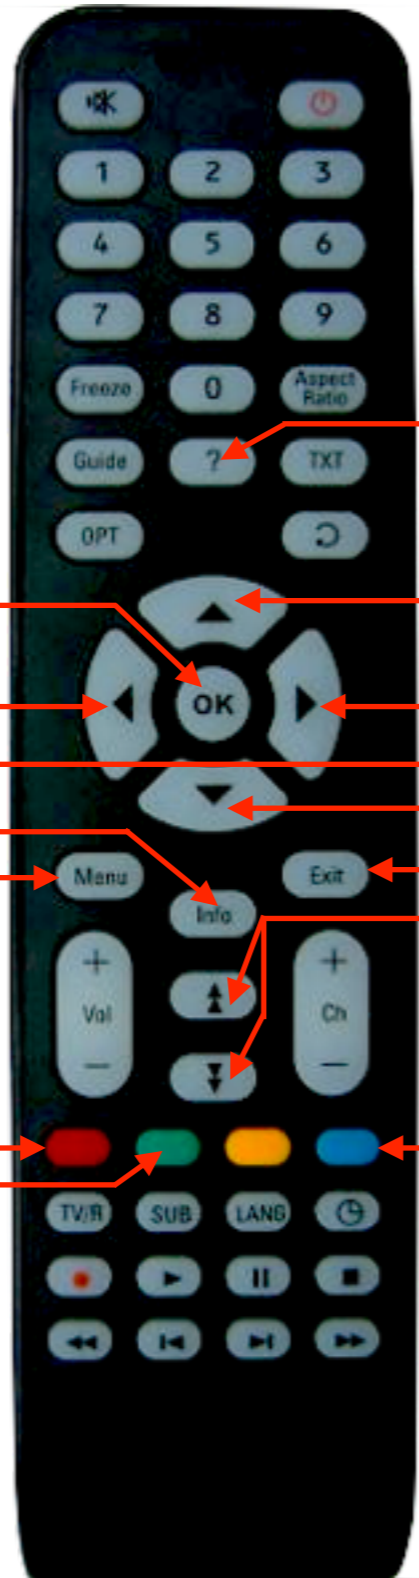 1 2 3
4 5 6
7 8 9
Freeze 0 Aspect Ratio
Guide ? TXT
OPT
OK
Menu Exit
Info
+ +
Vol Ch
- -
TV/R SUB LANG